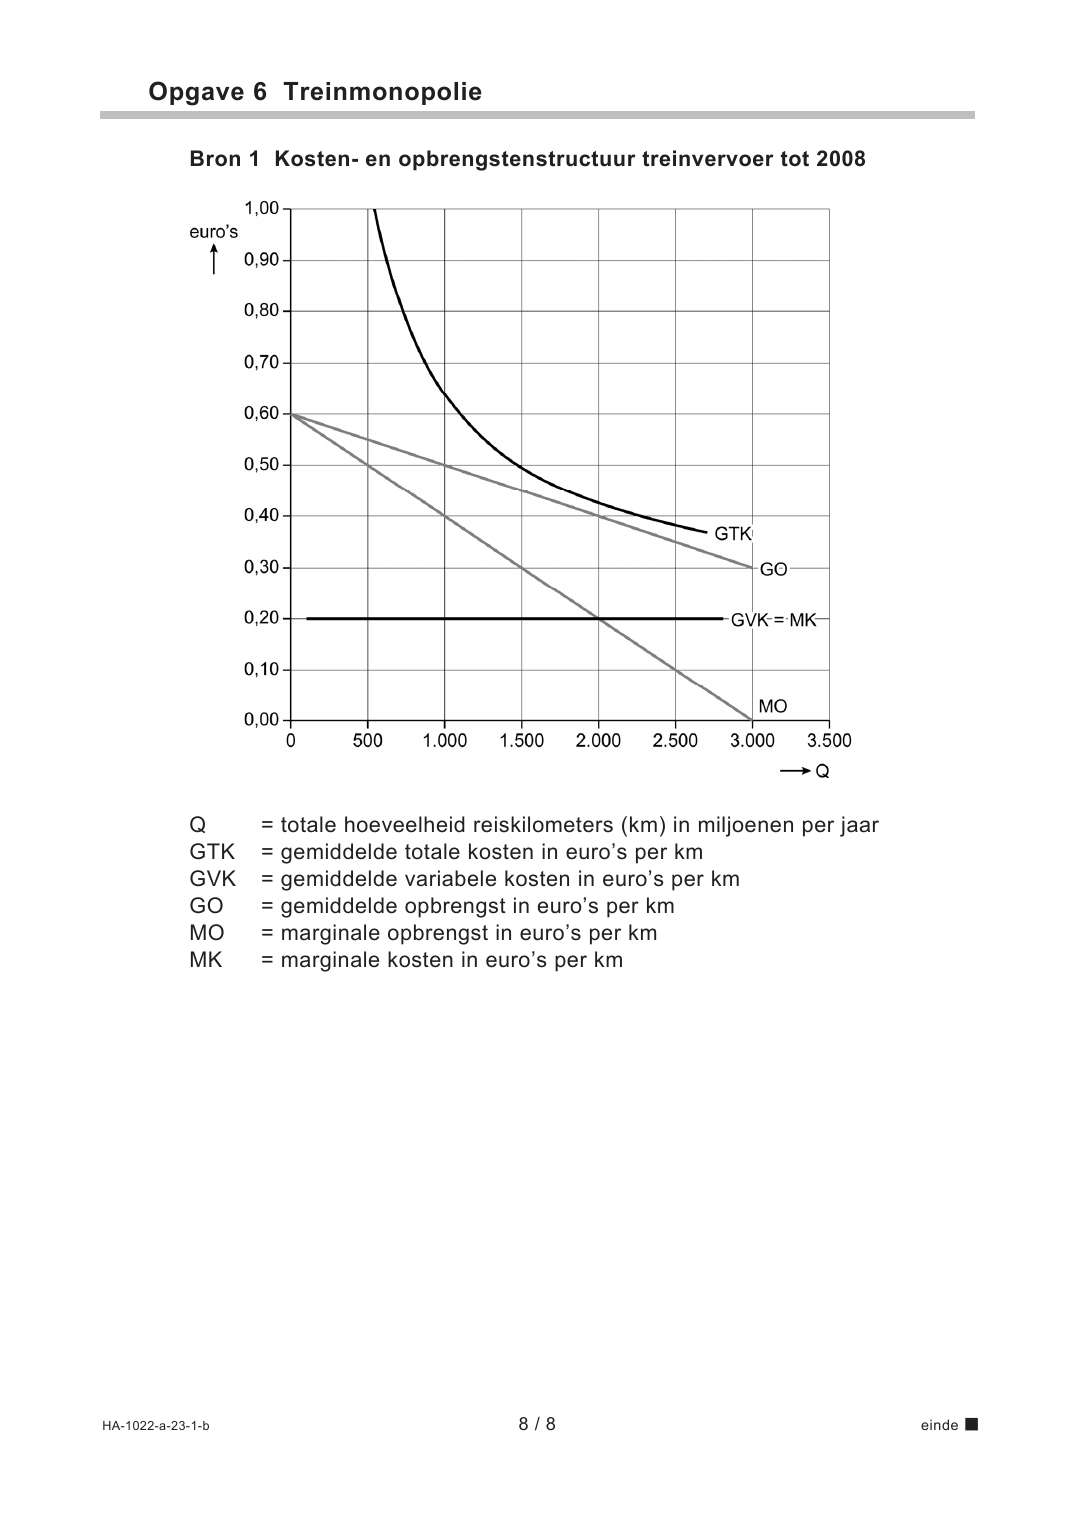 Opgave 6 Treinmonopolie
Bron 1 Kosten- en opbrengstenstructuur treinvervoer tot 2008
1,00
euro's
0,90
0,80
0,70
0,60
0,50
0,40
GTK
0,30
GO
0,20
GVK = MK
0,10
MO
0,00
0 500 1.000 1.500 2.000 2.500 3.000 3.500
Q
Q = totale hoeveelheid reiskilometers (km) in miljoenen per jaar
GTK = gemiddelde totale kosten in euro's per km
GVK = gemiddelde variabele kosten in euro's per km
GO = gemiddelde opbrengst in euro's per km
MO = marginale opbrengst in euro's per km
MK = marginale kosten in euro's per km
HA-1022-a-23-1-b 8 / 8 einde